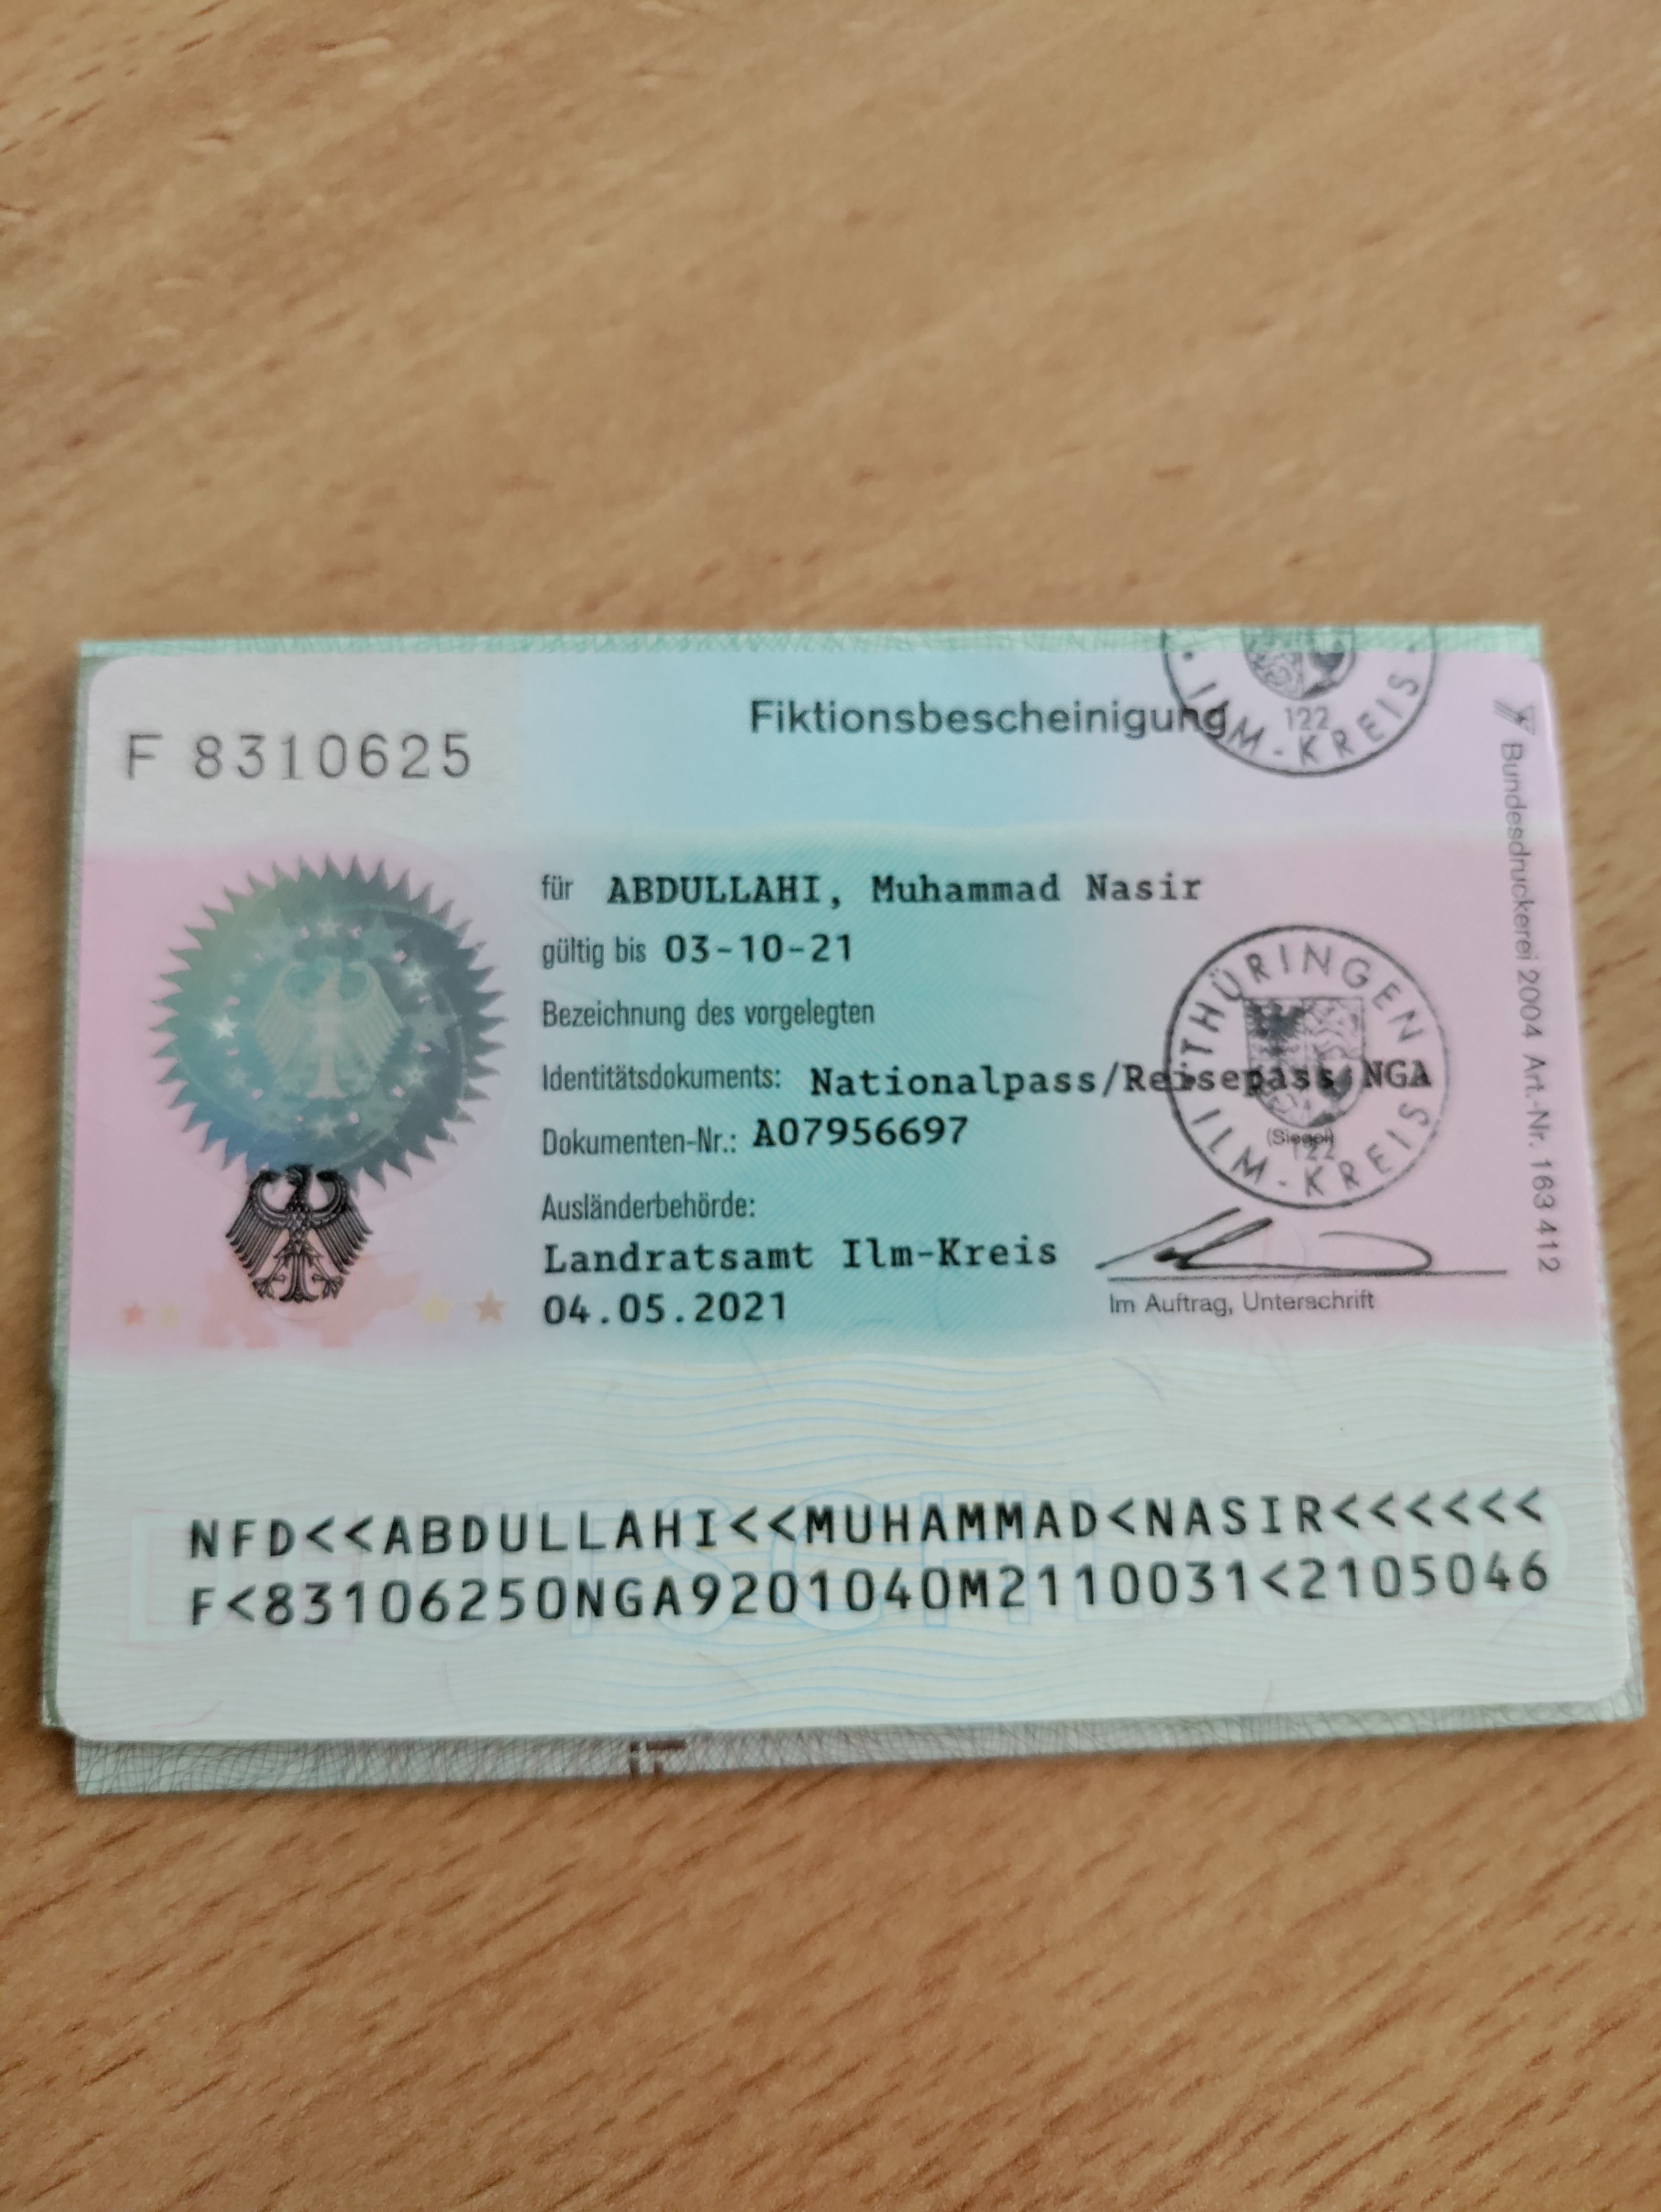 Fiktionsbescheinigung
F 8310625
ILM-KREIS
122
für ABDULLAHI, Muhammad Nasir
gültig bis 03-10-21
Bezeichnung des vorgelegten
Identitätsdokuments: Nationalpass/Reisepass NGA
Dokumenten-Nr.: A07956697
Ausländerbehörde:
Landratsamt Ilm-Kreis
04.05.2021
THÜRINGEN
(Siegel)
122
ILM-KREIS
Im Auftrag, Unterschrift
Bundesdruckerei 2004 Art.-Nr. 163 412
DEUTSCHLAND
NFD<<ABDULLAHI<<MUHAMMAD<NASIR<<<<<<
F<83106250NGA9201040M2110031<2105046